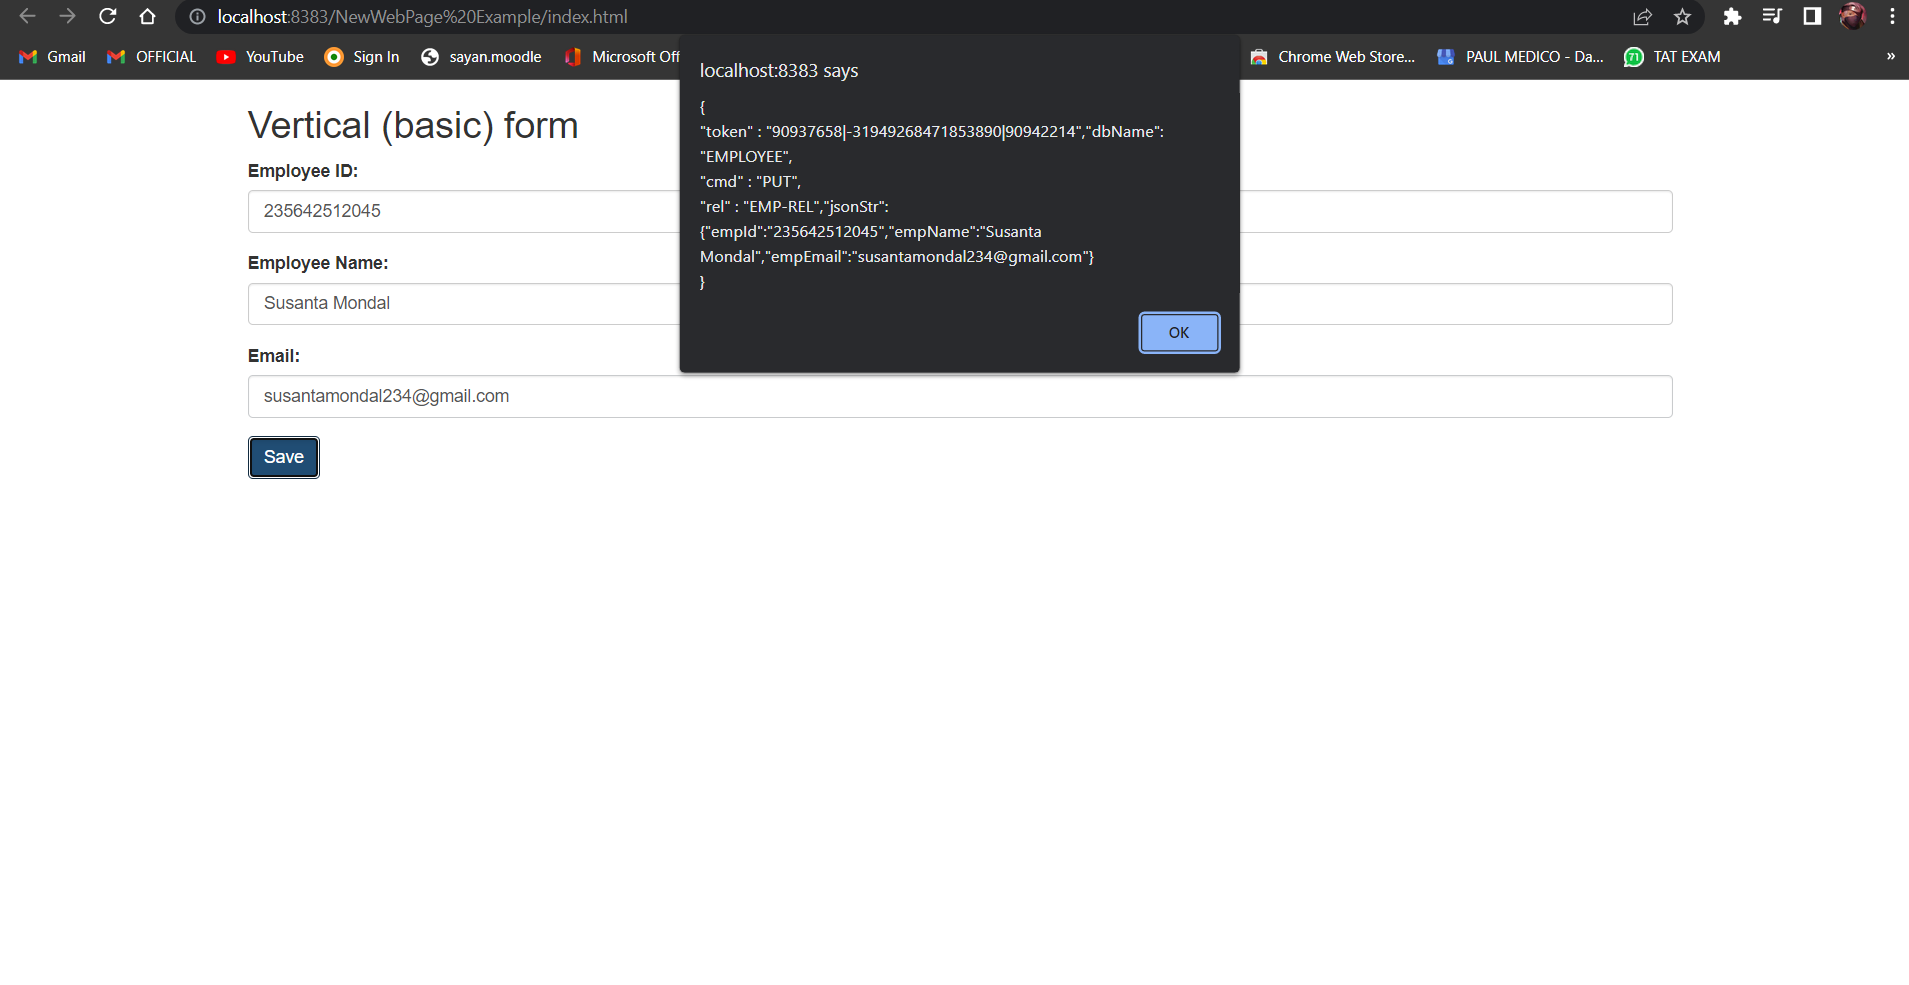 localhost:8383/NewWebPage%20Example/index.html
Gmail OFFICIAL YouTube Sign In sayan.moodle Microsoft Off Chrome Web Store... PAUL MEDICO - Da... 71 TAT EXAM »
localhost:8383 says
{
"token" : "90937658|-31949268471853890|90942214","dbName":
"EMPLOYEE",
"cmd" : "PUT",
"rel" : "EMP-REL","jsonStr":
{"empId":"235642512045","empName":"Susanta
Mondal","empEmail":"susantamondal234@gmail.com"}
}
OK
Vertical (basic) form
Employee ID:
235642512045
Employee Name:
Susanta Mondal
Email:
susantamondal234@gmail.com
Save